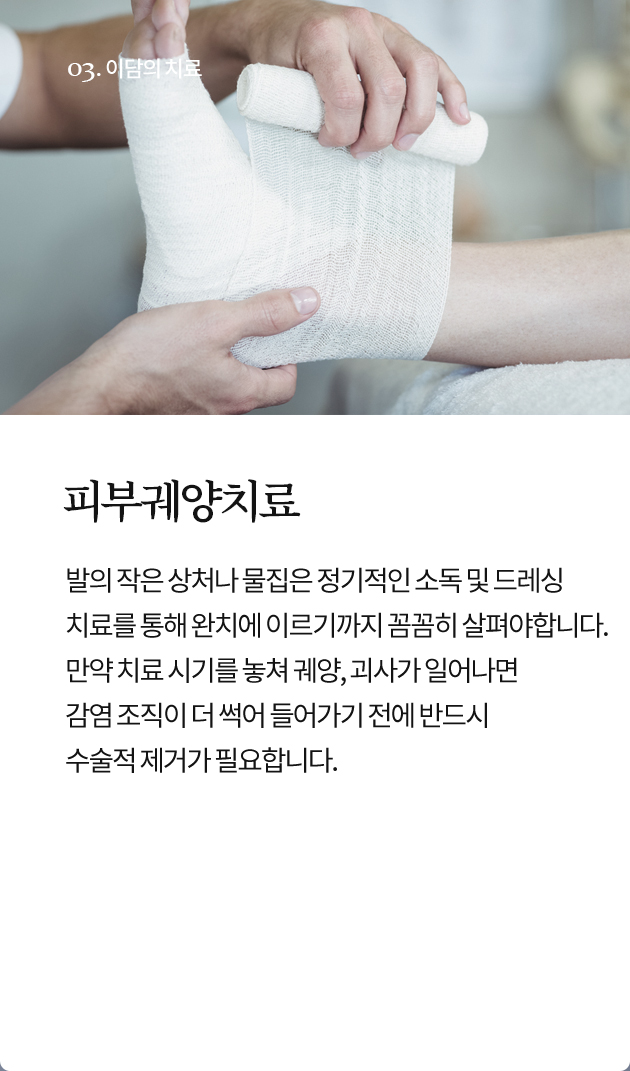 03. 이담의 치료
피부궤양치료
발의 작은 상처나 물집은 정기적인 소독 및 드레싱
치료를 통해 완치에 이르기까지 꼼꼼히 살펴야합니다.
만약 치료 시기를 놓쳐 궤양, 괴사가 일어나면
감염 조직이 더 썩어 들어가기 전에 반드시
수술적 제거가 필요합니다.